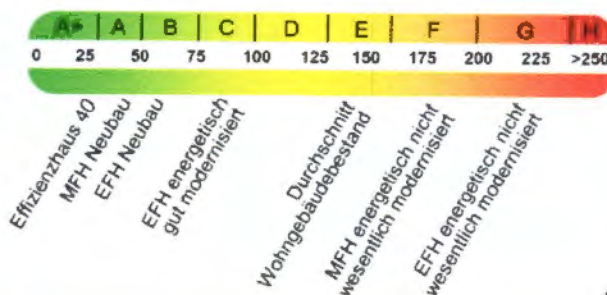 A+ A B C D E F G H
0 25 50 75 100 125 150 175 200 225 >250
Effizienzhaus 40
MFH Neubau
EFH Neubau
EFH energetisch
gut modernisiert
Durchschnitt
Wohngebäudebestand
MFH energetisch nicht
wesentlich modernisiert
EFH energetisch nicht
wesentlich modernisiert